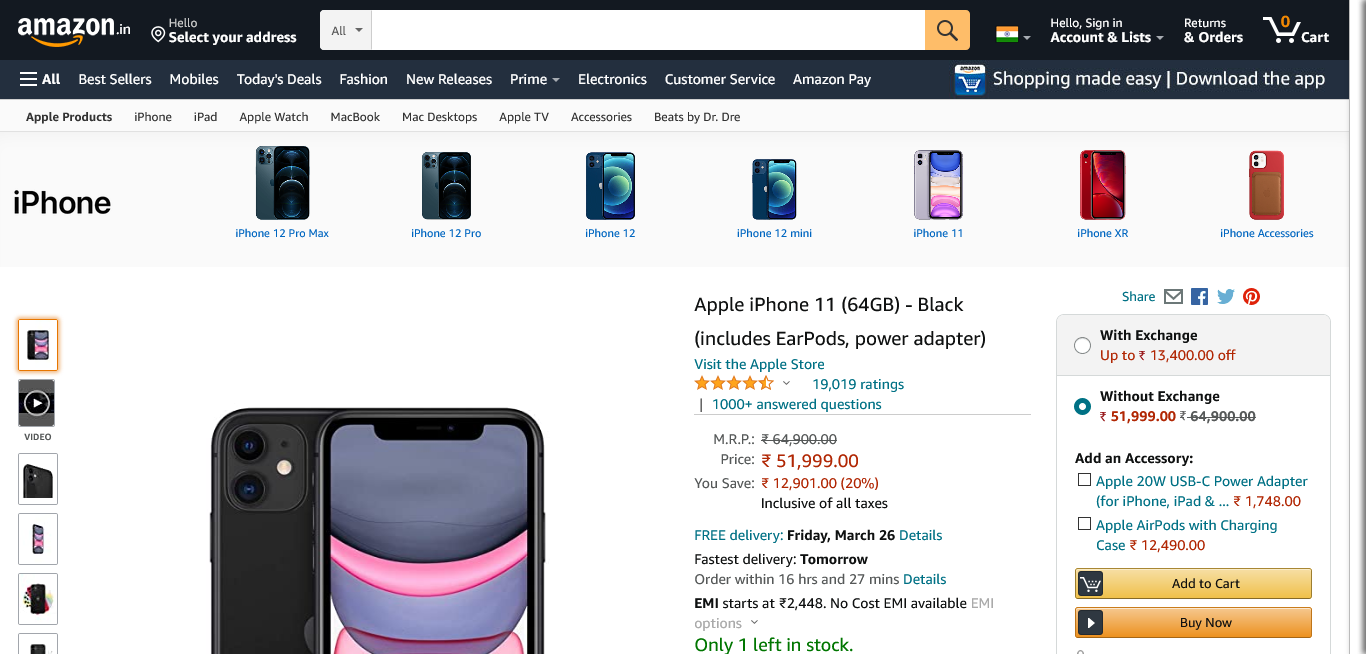 amazon.in
Hello
Select your address
All
Hello, Sign in
Account & Lists
Returns
& Orders
0
Cart
All
Best Sellers
Mobiles
Today's Deals
Fashion
New Releases
Prime
Electronics
Customer Service
Amazon Pay
amazon
Shopping made easy | Download the app
Apple Products
iPhone
iPad
Apple Watch
MacBook
Mac Desktops
Apple TV
Accessories
Beats by Dr. Dre
iPhone
iPhone 12 Pro Max
iPhone 12 Pro
iPhone 12
iPhone 12 mini
iPhone 11
iPhone XR
iPhone Accessories
VIDEO
Apple iPhone 11 (64GB) - Black
(includes EarPods, power adapter)
Visit the Apple Store
19,019 ratings
| 1000+ answered questions
M.R.P.: ₹ 64,900.00
Price: ₹ 51,999.00
You Save: ₹ 12,901.00 (20%)
Inclusive of all taxes
FREE delivery: Friday, March 26 Details
Fastest delivery: Tomorrow
Order within 16 hrs and 27 mins Details
EMI starts at ₹2,448. No Cost EMI available EMI
options
Only 1 left in stock.
Share
With Exchange
Up to ₹ 13,400.00 off
Without Exchange
₹ 51,999.00 ₹ 64,900.00
Add an Accessory:
Apple 20W USB-C Power Adapter
(for iPhone, iPad & ... ₹ 1,748.00
Apple AirPods with Charging
Case ₹ 12,490.00
Add to Cart
Buy Now